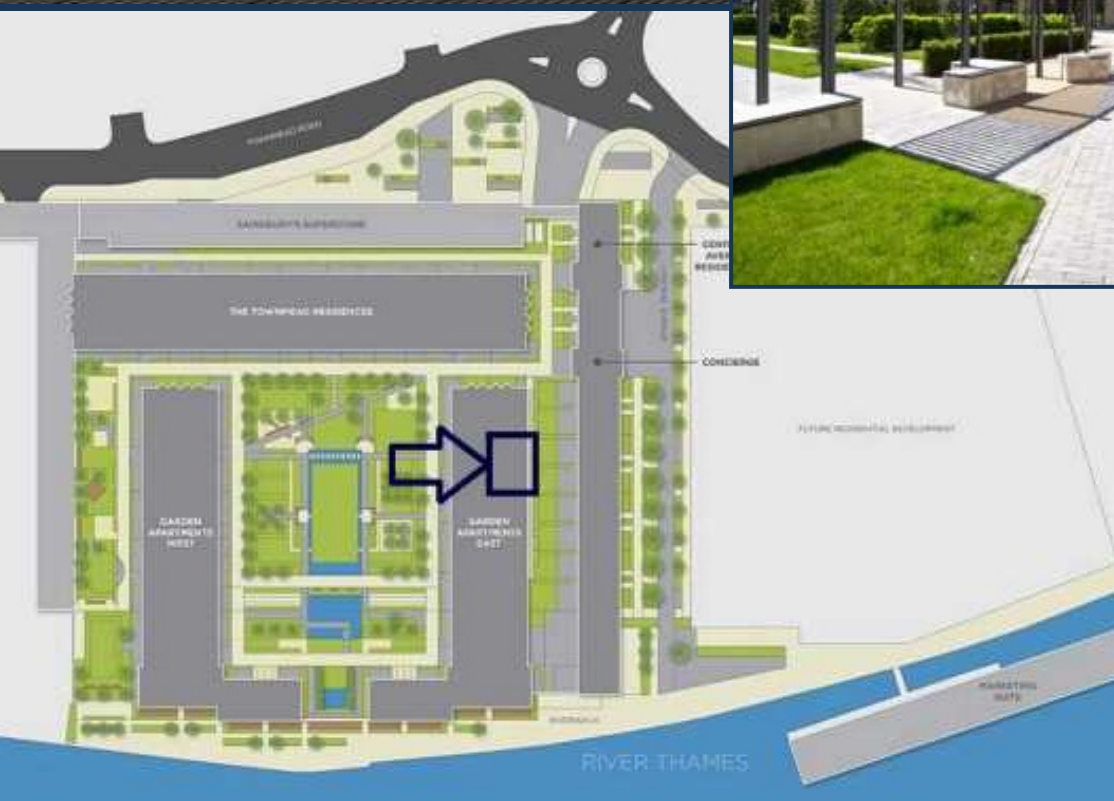 TOWNMEAD ROAD
SAINSBURY'S SUPERSTORE
THE TOWNMEAD RESIDENCES
CONCIERGE
FUTURE RESIDENTIAL DEVELOPMENT
GARDEN
APARTMENTS
WEST
GARDEN
APARTMENTS
EAST
MARKETING
SUITE
RIVERWALK
RIVER THAMES